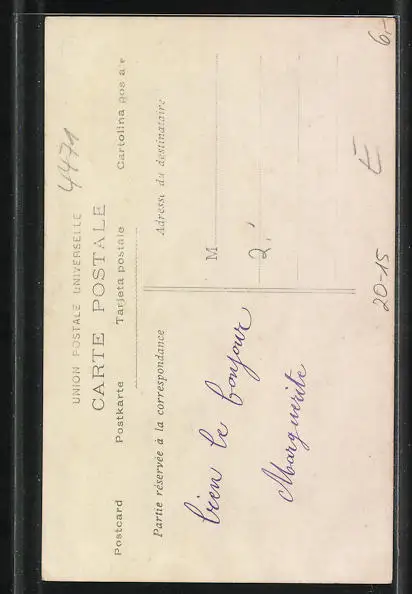 UNION POSTALE UNIVERSELLE
CARTE POSTALE
Postcard Postkarte Tarjeta postale Cartolina postale
Partie réservée à la correspondance
Adresse du destinataire
bien le bonjour
Marguerite
M
2,'
4471
20-15
E
6,-